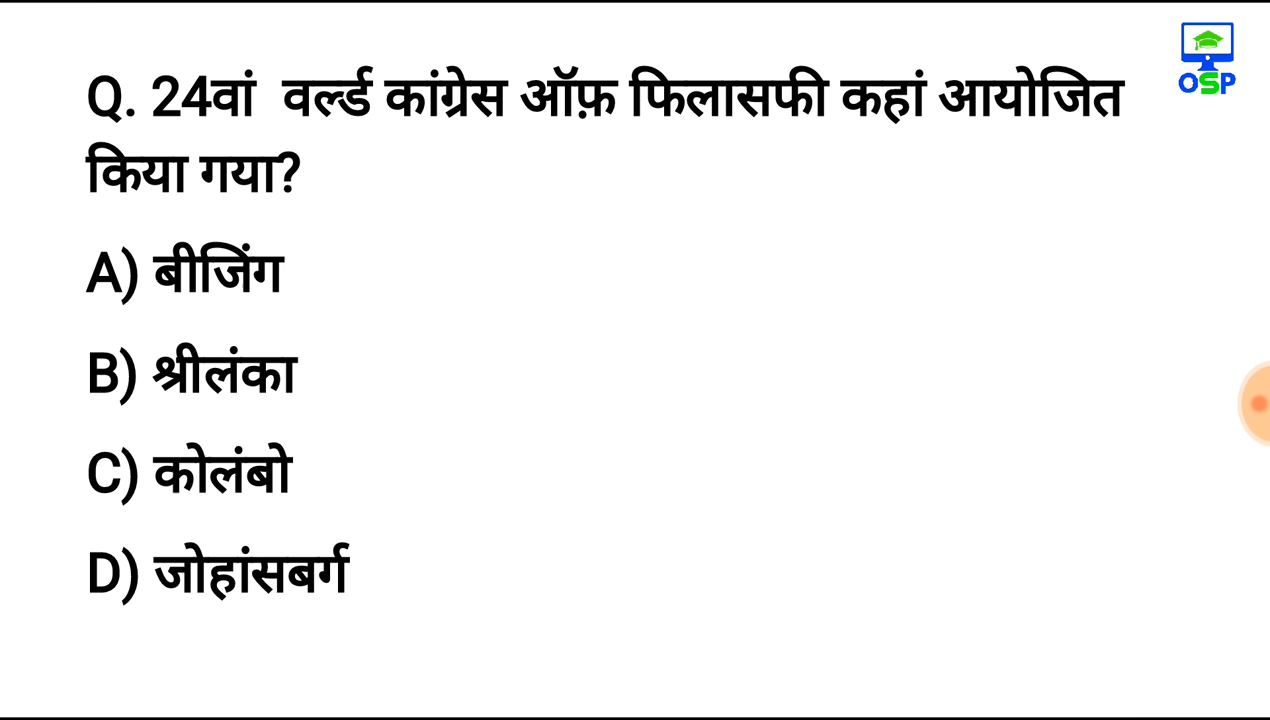 OSP
Q. 24वां वर्ल्ड कांग्रेस ऑफ़ फिलासफी कहां आयोजित
किया गया?
A) बीजिंग
B) श्रीलंका
C) कोलंबो
D) जोहांसबर्ग